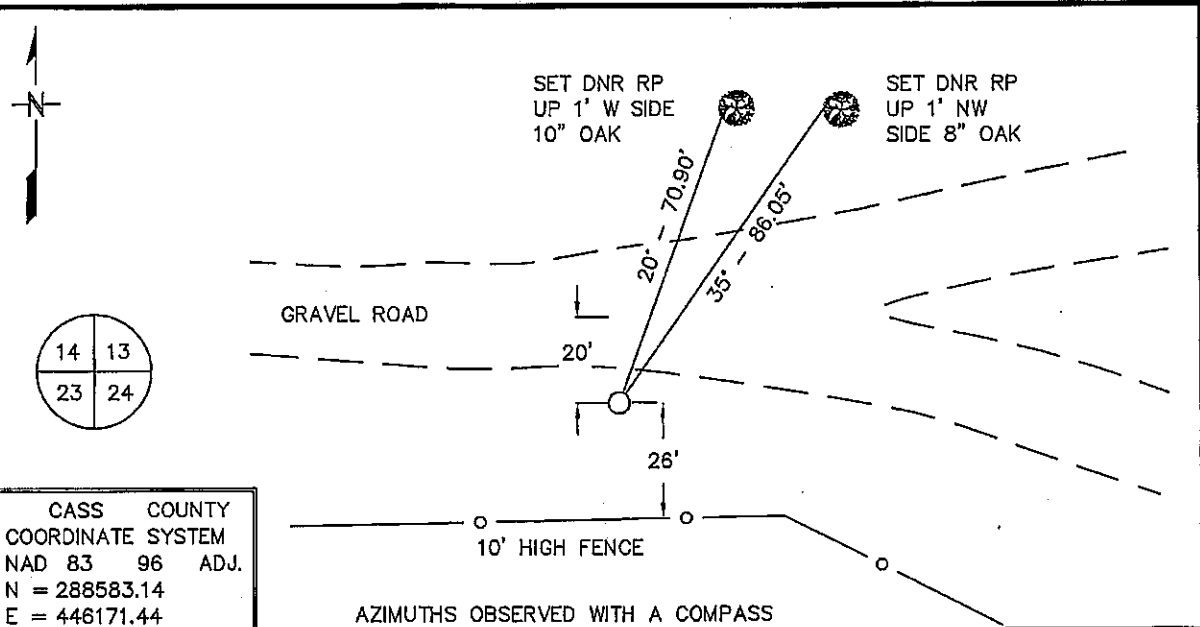 N
SET DNR RP
UP 1' W SIDE
10" OAK
SET DNR RP
UP 1' NW
SIDE 8" OAK
20° - 70.90'
35° - 86.05'
GRAVEL ROAD
20'
14 13
23 24
26'
10' HIGH FENCE
CASS COUNTY
COORDINATE SYSTEM
NAD 83 96 ADJ.
N = 288583.14
E = 446171.44
AZIMUTHS OBSERVED WITH A COMPASS